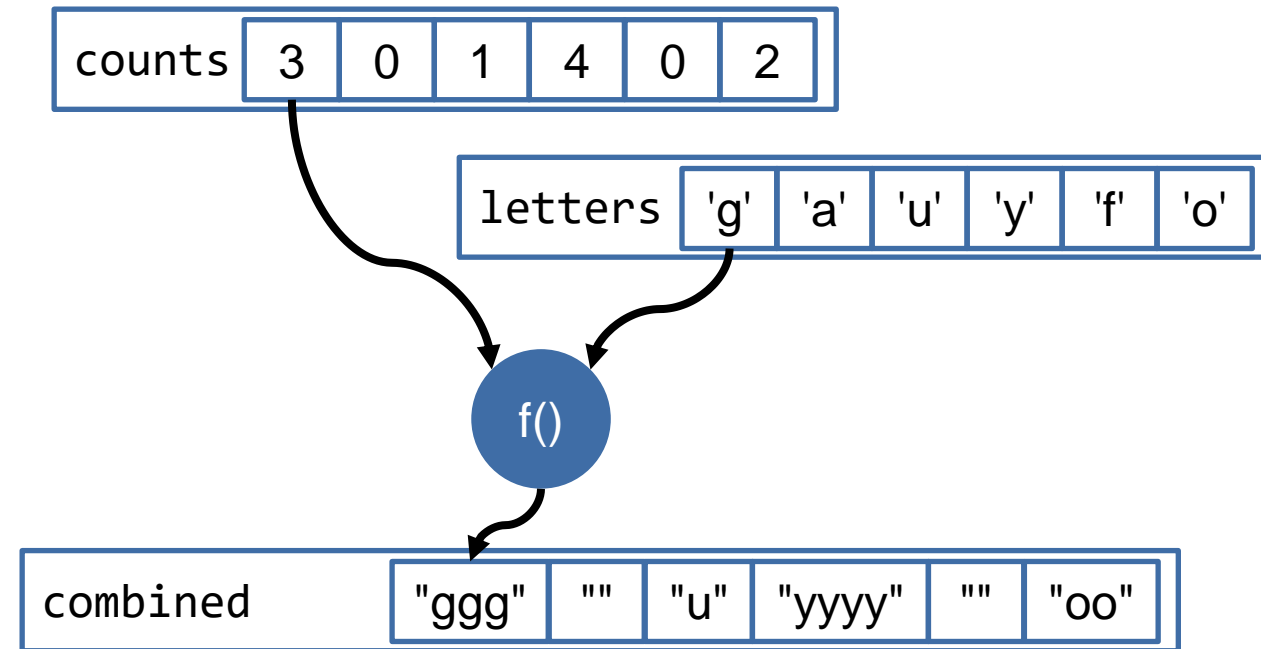 counts 3 0 1 4 0 2
letters 'g' 'a' 'u' 'y' 'f' 'o'
f()
combined "ggg" "" "u" "yyyy" "" "oo"